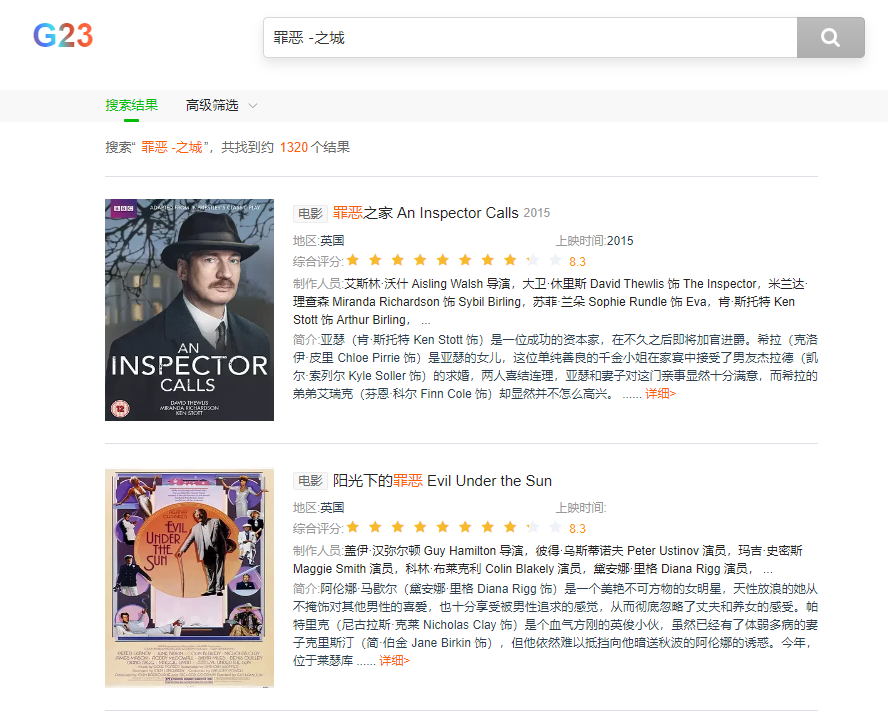 G23
罪恶 -之城
搜索结果 高级筛选
搜索“ 罪恶 -之城”，共找到约 1320 个结果
BBC ADAPTED FROM JB PRIESTLEY'S CLASSIC PLAY
AN
INSPECTOR
CALLS
DAVID THEWLIS
MIRANDA RICHARDSON
KEN STOTT
12
电影 罪恶之家 An Inspector Calls 2015
地区:英国 上映时间:2015
综合评分: 8.3
制作人员:艾斯林·沃什 Aisling Walsh 导演，大卫·休里斯 David Thewlis 饰 The Inspector，米兰达·
理查森 Miranda Richardson 饰 Sybil Birling，苏菲·兰朵 Sophie Rundle 饰 Eva，肯·斯托特 Ken
Stott 饰 Arthur Birling， ...
简介:亚瑟（肯·斯托特 Ken Stott 饰）是一位成功的资本家，在不久之后即将加官进爵。希拉（克洛
伊·皮里 Chloe Pirrie 饰）是亚瑟的女儿，这位单纯善良的千金小姐在家宴中接受了男友杰拉德（凯
尔·索列尔 Kyle Soller 饰）的求婚，两人喜结连理，亚瑟和妻子对这门亲事显然十分满意，而希拉的
弟弟艾瑞克（芬恩·科尔 Finn Cole 饰）却显然并不怎么高兴。 ...... 详细>
EVIL
UNDER
THE
SUN
电影 阳光下的罪恶 Evil Under the Sun
地区:英国 上映时间:
综合评分: 8.3
制作人员:盖伊·汉弥尔顿 Guy Hamilton 导演，彼得·乌斯蒂诺夫 Peter Ustinov 演员，玛吉·史密斯
Maggie Smith 演员，科林·布莱克利 Colin Blakely 演员，黛安娜·里格 Diana Rigg 演员， ...
简介:阿伦娜·马歇尔（黛安娜·里格 Diana Rigg 饰）是一个美艳不可方物的女明星，天性放浪的她从
不掩饰对其他男性的喜爱，也十分享受被男性追求的感觉，从而彻底忽略了丈夫和养女的感受。帕
特里克（尼古拉斯·克莱 Nicholas Clay 饰）是个血气方刚的英俊小伙，虽然已经有了体弱多病的妻
子克里斯汀（简·伯金 Jane Birkin 饰），但他依然难以抵挡向他暗送秋波的阿伦娜的诱惑。今年，
位于莱瑟库 ...... 详细>